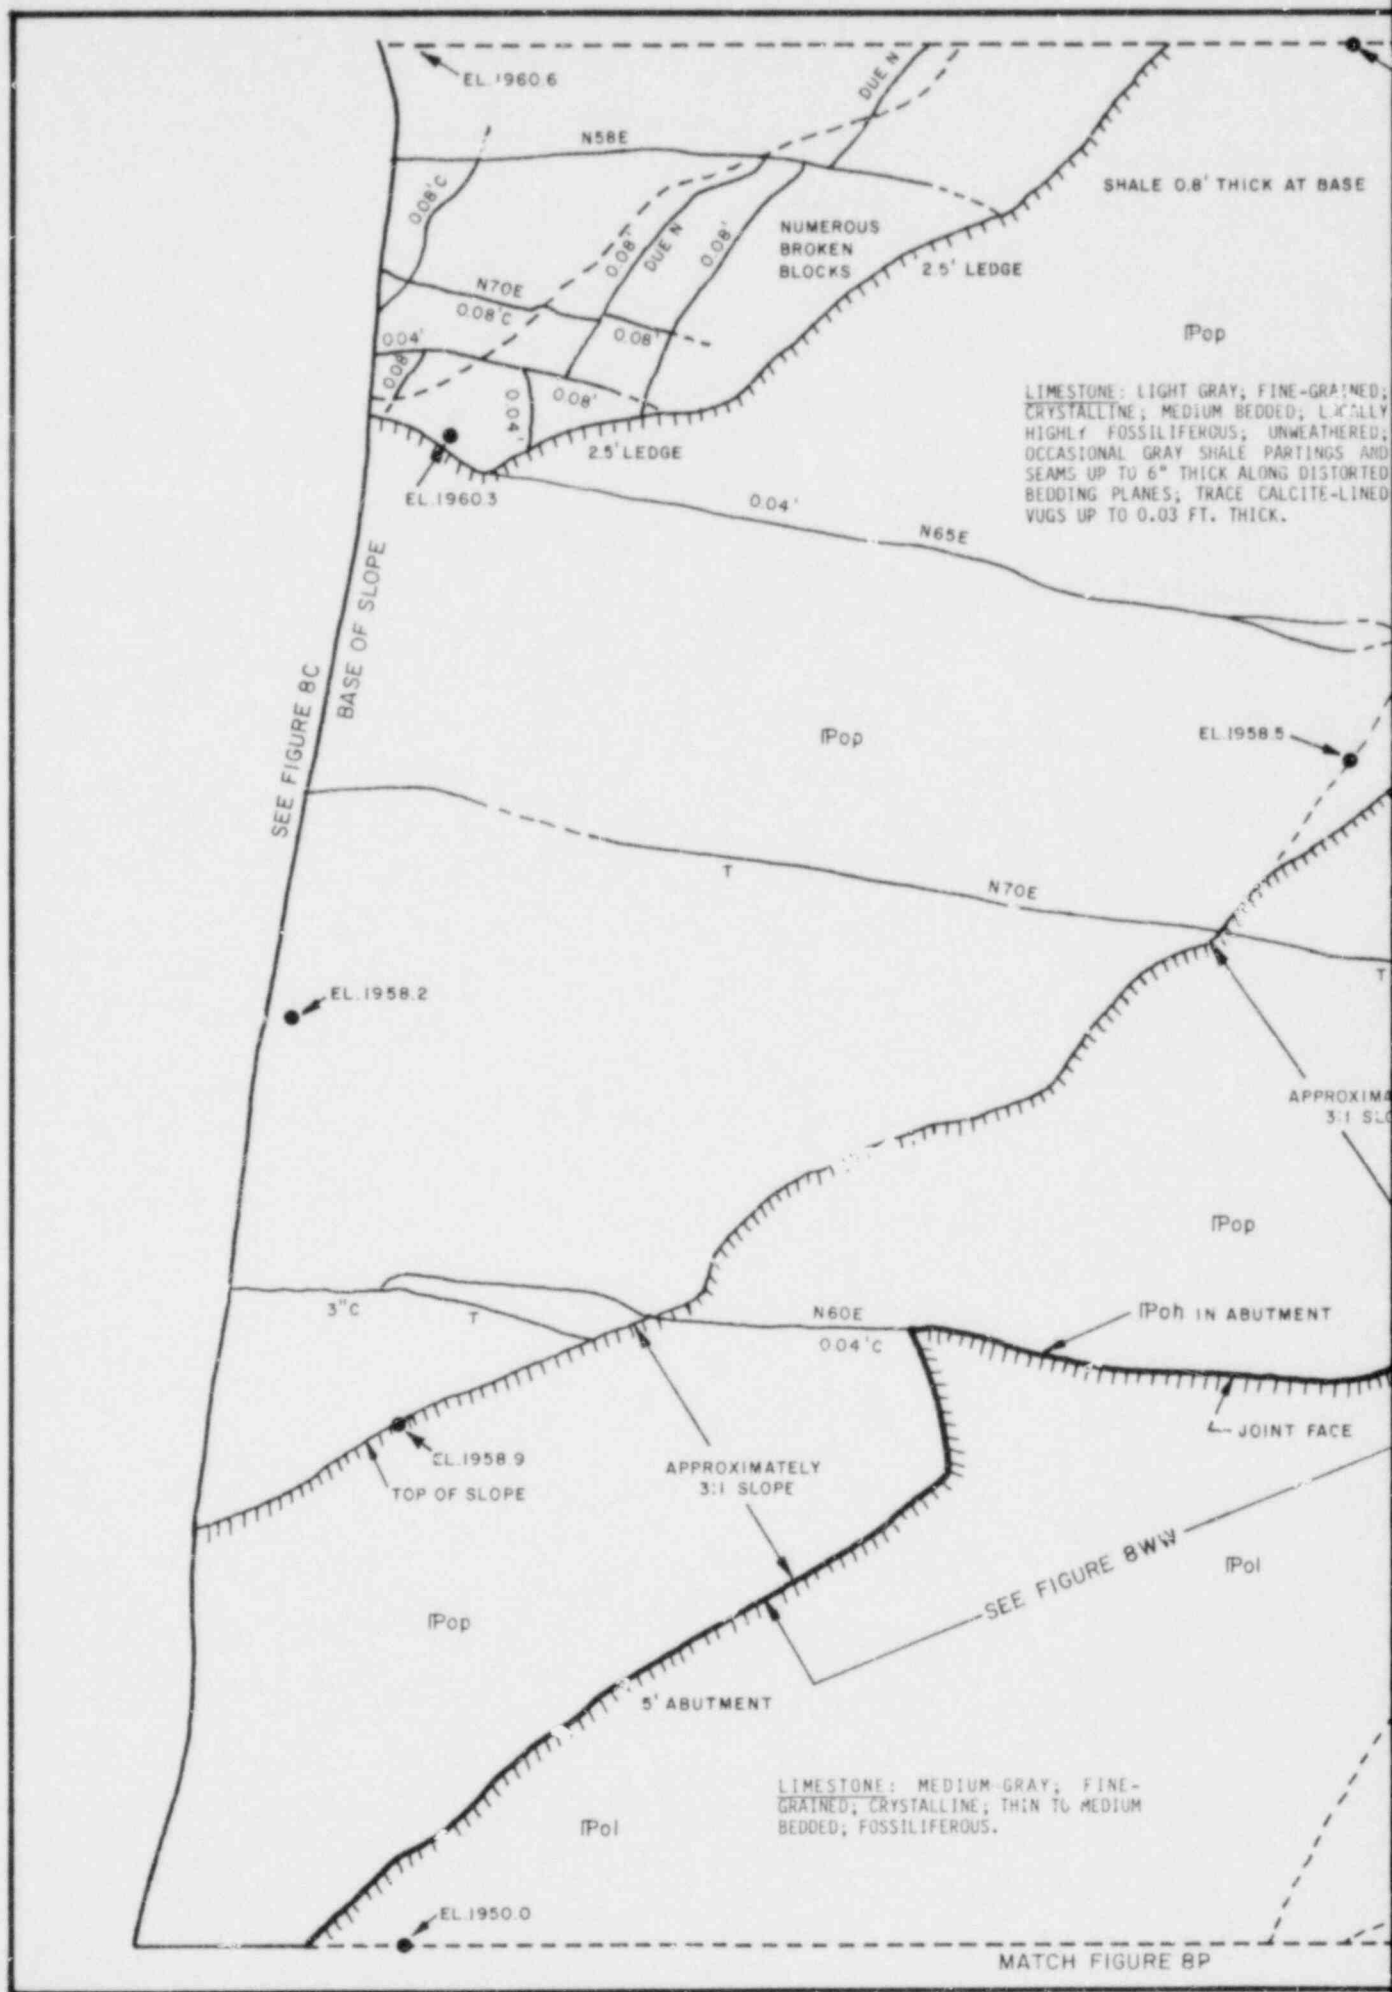 EL.1960.6
DUE N
N58E
SHALE 0.8' THICK AT BASE
0.08'C
NUMEROUS
BROKEN
BLOCKS
0.08'
DUE N
0.08'
2.5' LEDGE
N70E
0.08'C
0.08'
0.04'
0.08'
0.04'
0.08'
2.5' LEDGE
EL.1960.3
ℙop
LIMESTONE: LIGHT GRAY; FINE-GRAINED;
CRYSTALLINE; MEDIUM BEDDED; LOCALLY
HIGHLY FOSSILIFEROUS; UNWEATHERED;
OCCASIONAL GRAY SHALE PARTINGS AND
SEAMS UP TO 6" THICK ALONG DISTORTED
BEDDING PLANES; TRACE CALCITE-LINED
VUGS UP TO 0.03 FT. THICK.
0.04'
N65E
BASE OF SLOPE
SEE FIGURE 8C
ℙop
EL.1958.5
T
N70E
T
EL.1958.2
3:1
ℙop
3"C
T
N60E
0.04'C
ℙoh IN ABUTMENT
JOINT FACE
EL.1958.9
TOP OF SLOPE
APPROXIMATELY
3:1 SLOPE
SEE FIGURE 8WW
ℙol
ℙop
5' ABUTMENT
LIMESTONE: MEDIUM GRAY; FINE-
GRAINED; CRYSTALLINE; THIN TO MEDIUM
BEDDED; FOSSILIFEROUS.
ℙol
EL.1950.0
MATCH FIGURE 8P